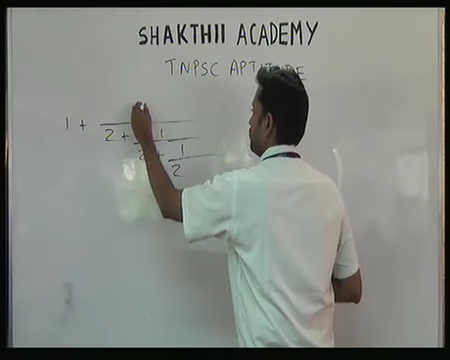 SHAKTHII ACADEMY
TNPSC APTITUDE
1 +
2 + 1
2 + 1
2